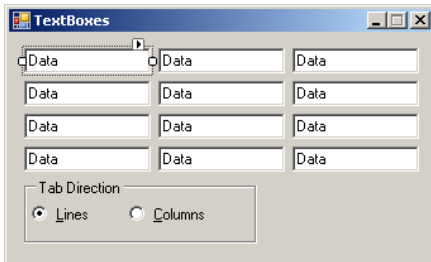 TextBoxes
Data Data Data
Data Data Data
Data Data Data
Data Data Data
Tab Direction
Lines Columns